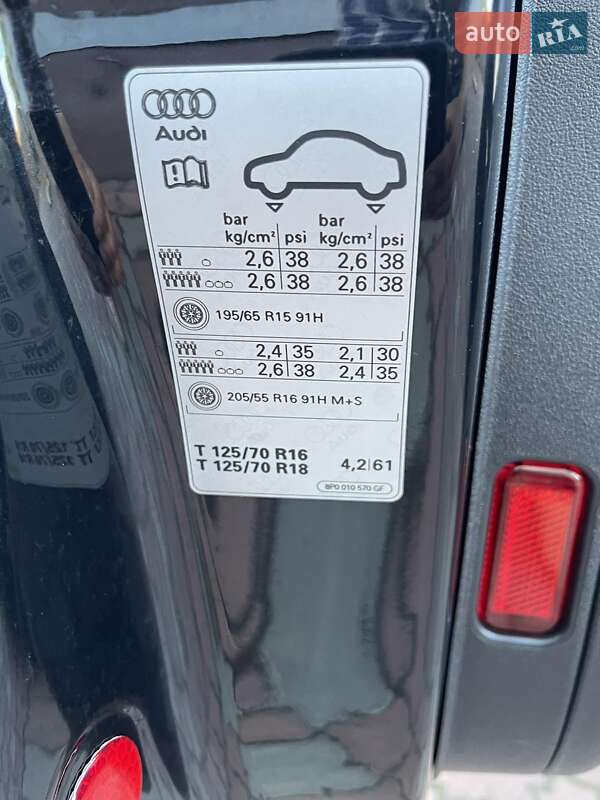 auto RIA.com
Audi
bar psi bar psi
kg/cm² kg/cm²
2,6 38 2,6 38
2,6 38 2,6 38
195/65 R15 91H
2,4 35 2,1 30
2,6 38 2,4 35
205/55 R16 91H M+S
T 125/70 R16
T 125/70 R18 4,2 61
8P0 010 570 GF